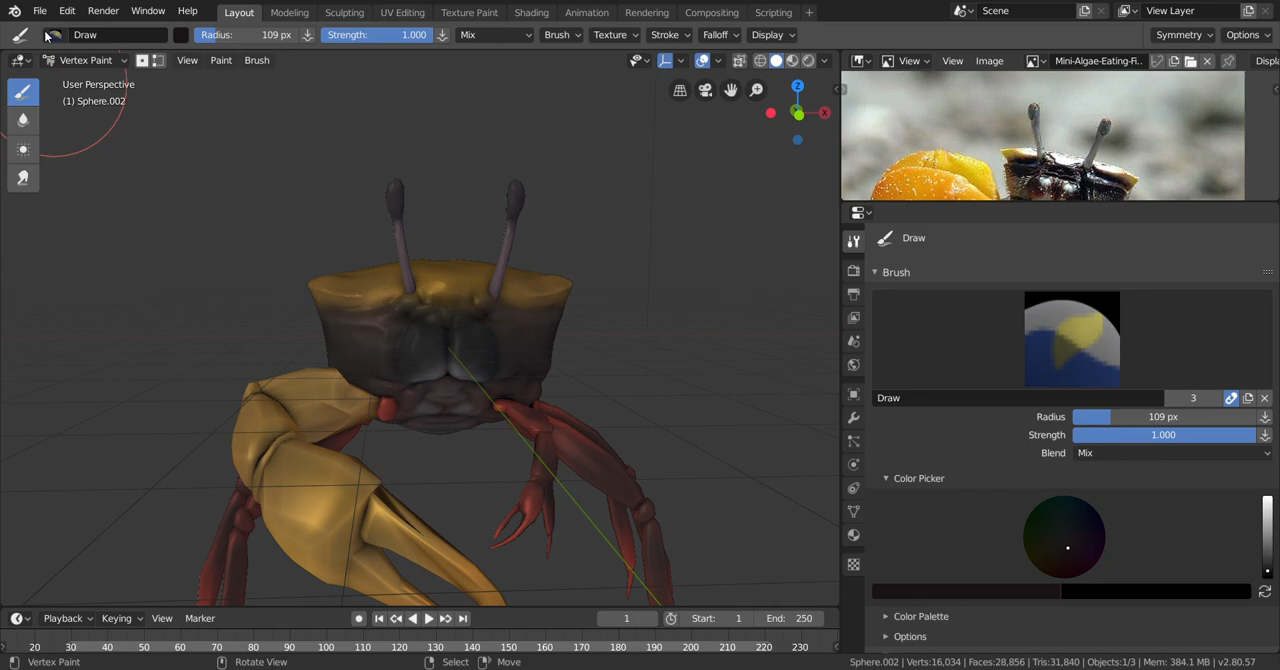 File Edit Render Window Help Layout Modeling Sculpting UV Editing Texture Paint Shading Animation Rendering Compositing Scripting + Scene View Layer
Draw Radius: 109 px Strength: 1.000 Mix Brush Texture Stroke Falloff Display Symmetry Options
Vertex Paint View Paint Brush View View Image Mini-Algae-Eating-Fi... Displa
User Perspective
(1) Sphere.002
Z
X
Draw
Brush
Draw 3
Radius 109 px
Strength 1.000
Blend Mix
Color Picker
Color Palette
Options
Playback Keying View Marker 1 Start: 1 End: 250
20 30 40 50 60 70 80 90 100 110 120 130 140 150 160 170 180 190 200 210 220 230
Vertex Paint Rotate View Select Move Sphere.002 | Verts:16,034 | Faces:28,856 | Tris:31,840 | Objects:1/3 | Mem: 384.1 MB | v2.80.57